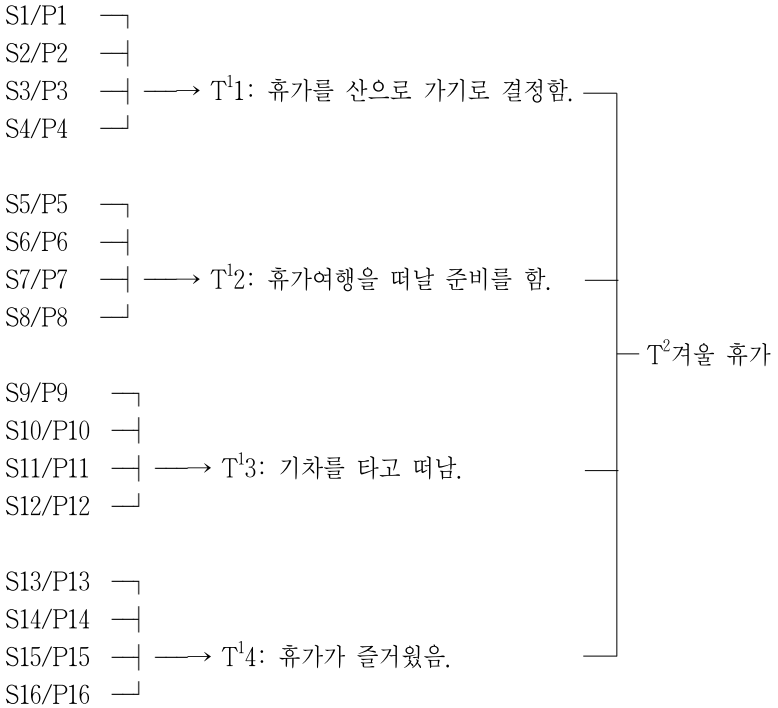 S1/P1
S2/P2
S3/P3 T¹1: 휴가를 산으로 가기로 결정함.
S4/P4
S5/P5
S6/P6
S7/P7 T¹2: 휴가여행을 떠날 준비를 함.
S8/P8
T²겨울 휴가
S9/P9
S10/P10
S11/P11 T¹3: 기차를 타고 떠남.
S12/P12
S13/P13
S14/P14
S15/P15 T¹4: 휴가가 즐거웠음.
S16/P16